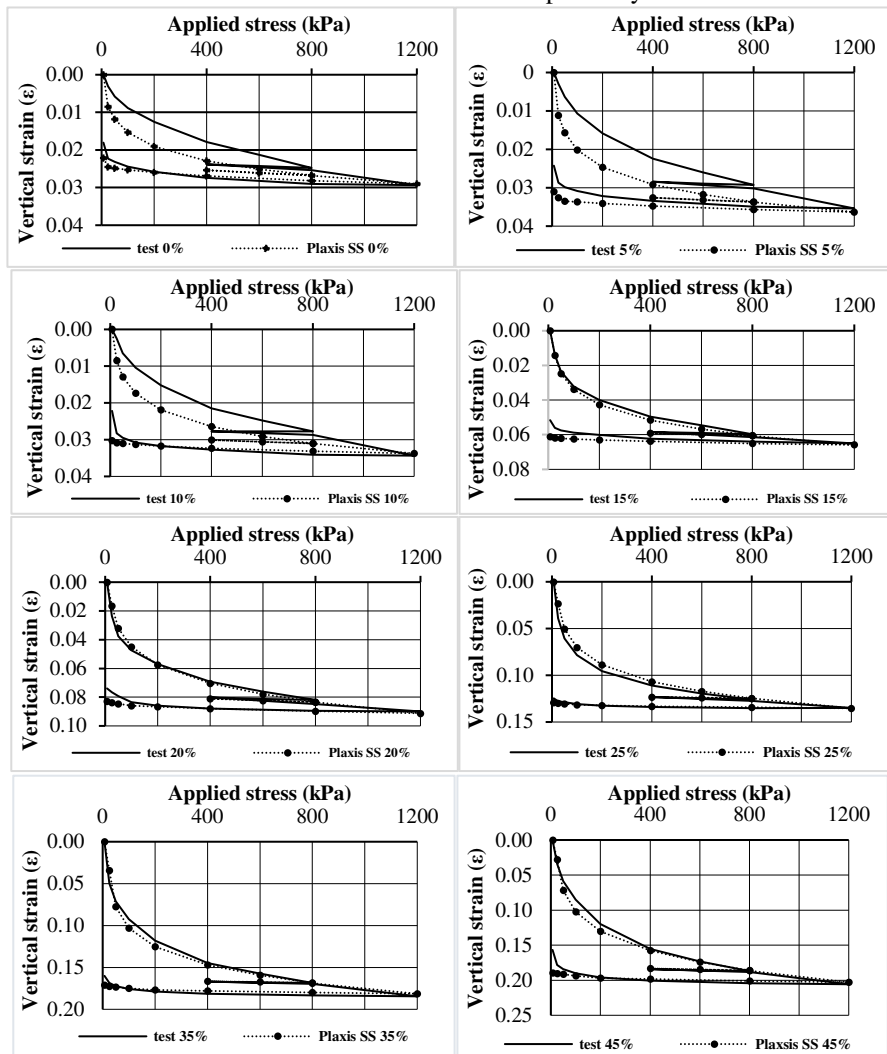 Applied stress (kPa)
0 400 800 1200
Vertical strain (ε)
0.00
0.01
0.02
0.03
0.04
test 0% Plaxis SS 0%
Applied stress (kPa)
0 400 800 1200
Vertical strain (ε)
0
0.01
0.02
0.03
0.04
test 5% Plaxis SS 5%
Applied stress (kPa)
0 400 800 1200
Vertical strain (ε)
0.00
0.01
0.02
0.03
0.04
test 10% Plaxis SS 10%
Applied stress (kPa)
0 400 800 1200
Vertical strain (ε)
0.00
0.02
0.04
0.06
0.08
test 15% Plaxis SS 15%
Applied stress (kPa)
0 400 800 1200
Vertical strain (ε)
0.00
0.02
0.04
0.06
0.08
0.10
test 20% Plaxis SS 20%
Applied stress (kPa)
0 400 800 1200
Vertical strain (ε)
0.00
0.05
0.10
0.15
test 25% Plaxis SS 25%
Applied stress (kPa)
0 400 800 1200
Vertical strain (ε)
0.00
0.05
0.10
0.15
0.20
test 35% Plaxis SS 35%
Applied stress (kPa)
0 400 800 1200
Vertical strain (ε)
0.00
0.05
0.10
0.15
0.20
0.25
test 45% Plaxsis SS 45%